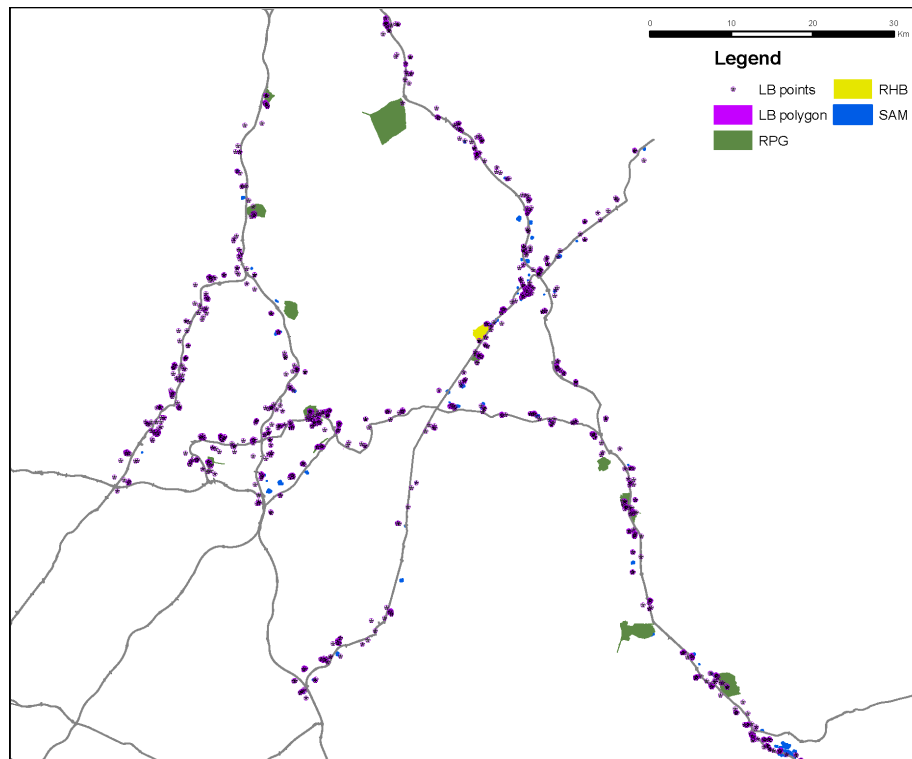 0 10 20 30
Km
Legend
LB points
RHB
LB polygon
SAM
RPG